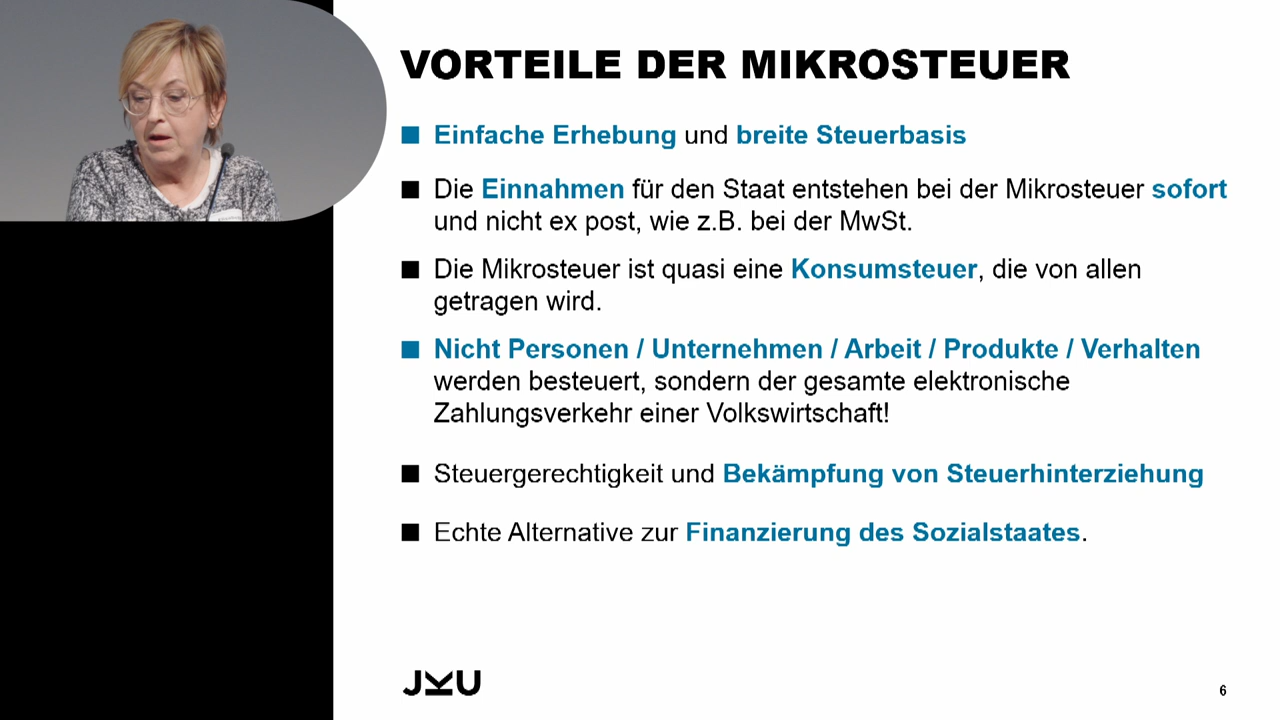 VORTEILE DER MIKROSTEUER
Einfache Erhebung und breite Steuerbasis
Die Einnahmen für den Staat entstehen bei der Mikrosteuer sofort
und nicht ex post, wie z.B. bei der MwSt.
Die Mikrosteuer ist quasi eine Konsumsteuer, die von allen
getragen wird.
Nicht Personen / Unternehmen / Arbeit / Produkte / Verhalten
werden besteuert, sondern der gesamte elektronische
Zahlungsverkehr einer Volkswirtschaft!
Steuergerechtigkeit und Bekämpfung von Steuerhinterziehung
Echte Alternative zur Finanzierung des Sozialstaates.
JKU
6